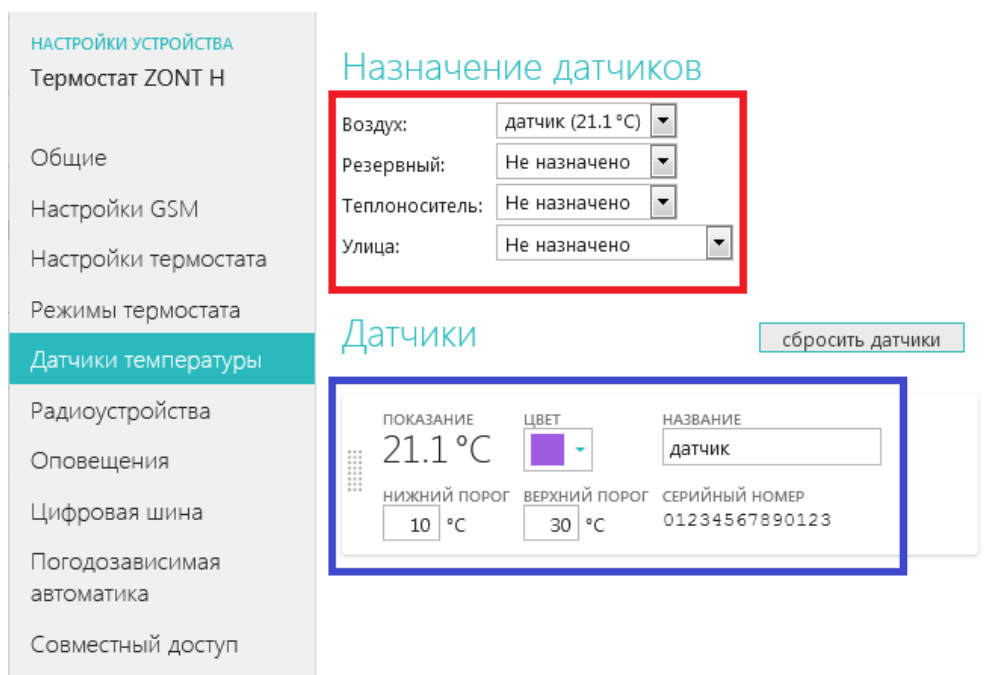 НАСТРОЙКИ УСТРОЙСТВА
Термостат ZONT H
Общие
Настройки GSM
Настройки термостата
Режимы термостата
Датчики температуры
Радиоустройства
Оповещения
Цифровая шина
Погодозависимая
автоматика
Совместный доступ
Назначение датчиков
Воздух: датчик (21.1 °C)
Резервный: Не назначено
Теплоноситель: Не назначено
Улица: Не назначено
Датчики
сбросить датчики
ПОКАЗАНИЕ ЦВЕТ НАЗВАНИЕ
21.1 °C датчик
НИЖНИЙ ПОРОГ ВЕРХНИЙ ПОРОГ СЕРИЙНЫЙ НОМЕР
10 °C 30 °C 01234567890123